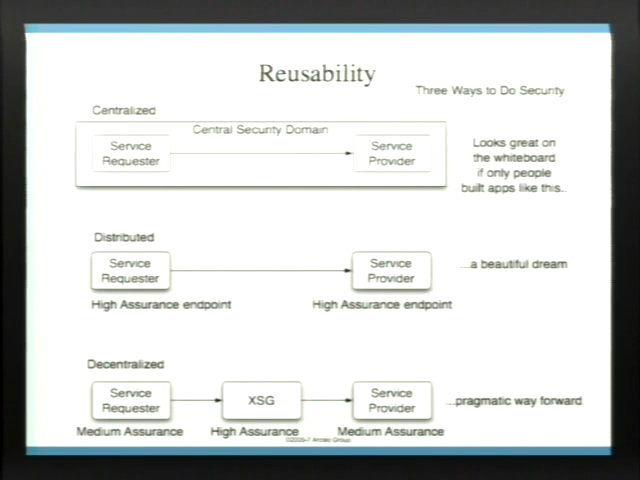 Reusability
Three Ways to Do Security
Centralized
Central Security Domain
Service
Requester
Service
Provider
Looks great on
the whiteboard
if only people
built apps like this..
Distributed
Service
Requester
Service
Provider
...a beautiful dream
High Assurance endpoint
High Assurance endpoint
Decentralized
Service
Requester
XSG
Service
Provider
...pragmatic way forward
Medium Assurance
High Assurance
Medium Assurance
Group